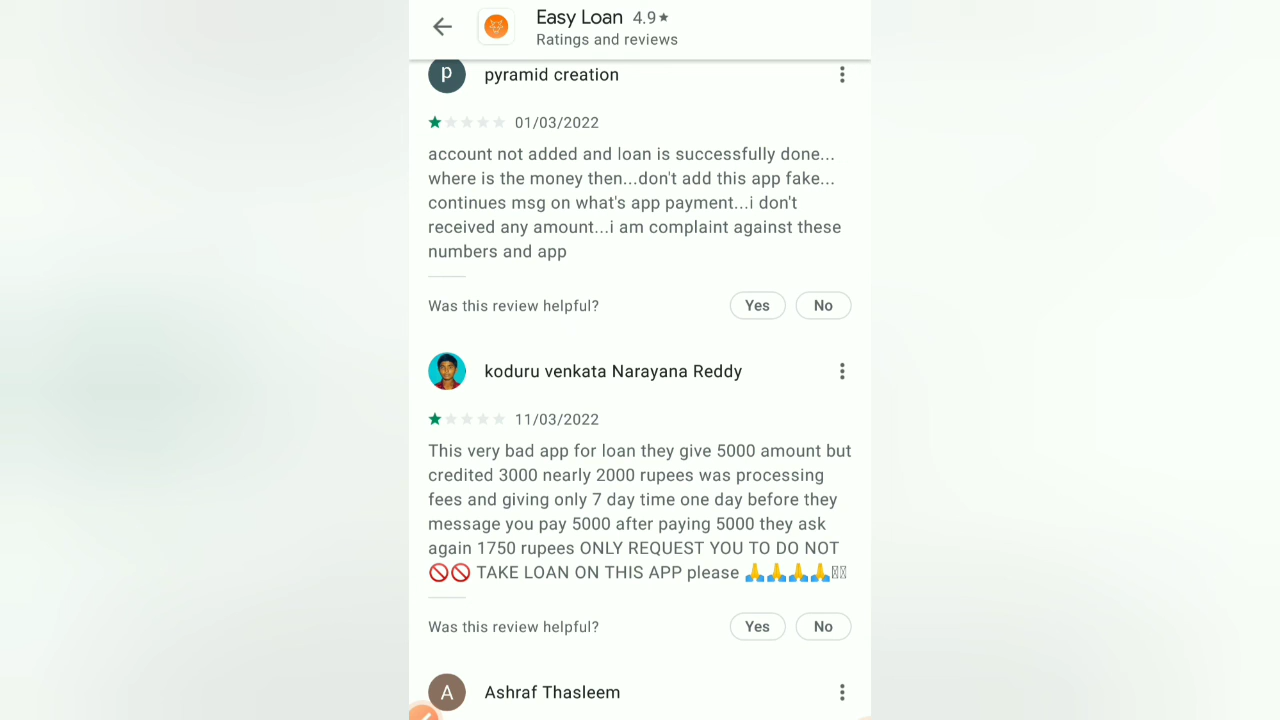 Easy Loan 4.9★
Ratings and reviews
p
pyramid creation
01/03/2022
account not added and loan is successfully done...
where is the money then...don't add this app fake...
continues msg on what's app payment...i don't
received any amount...i am complaint against these
numbers and app
Was this review helpful? Yes No
koduru venkata Narayana Reddy
11/03/2022
This very bad app for loan they give 5000 amount but
credited 3000 nearly 2000 rupees was processing
fees and giving only 7 day time one day before they
message you pay 5000 after paying 5000 they ask
again 1750 rupees ONLY REQUEST YOU TO DO NOT
🚫🚫 TAKE LOAN ON THIS APP please 🙏🙏🙏🙏
Was this review helpful? Yes No
A
Ashraf Thasleem